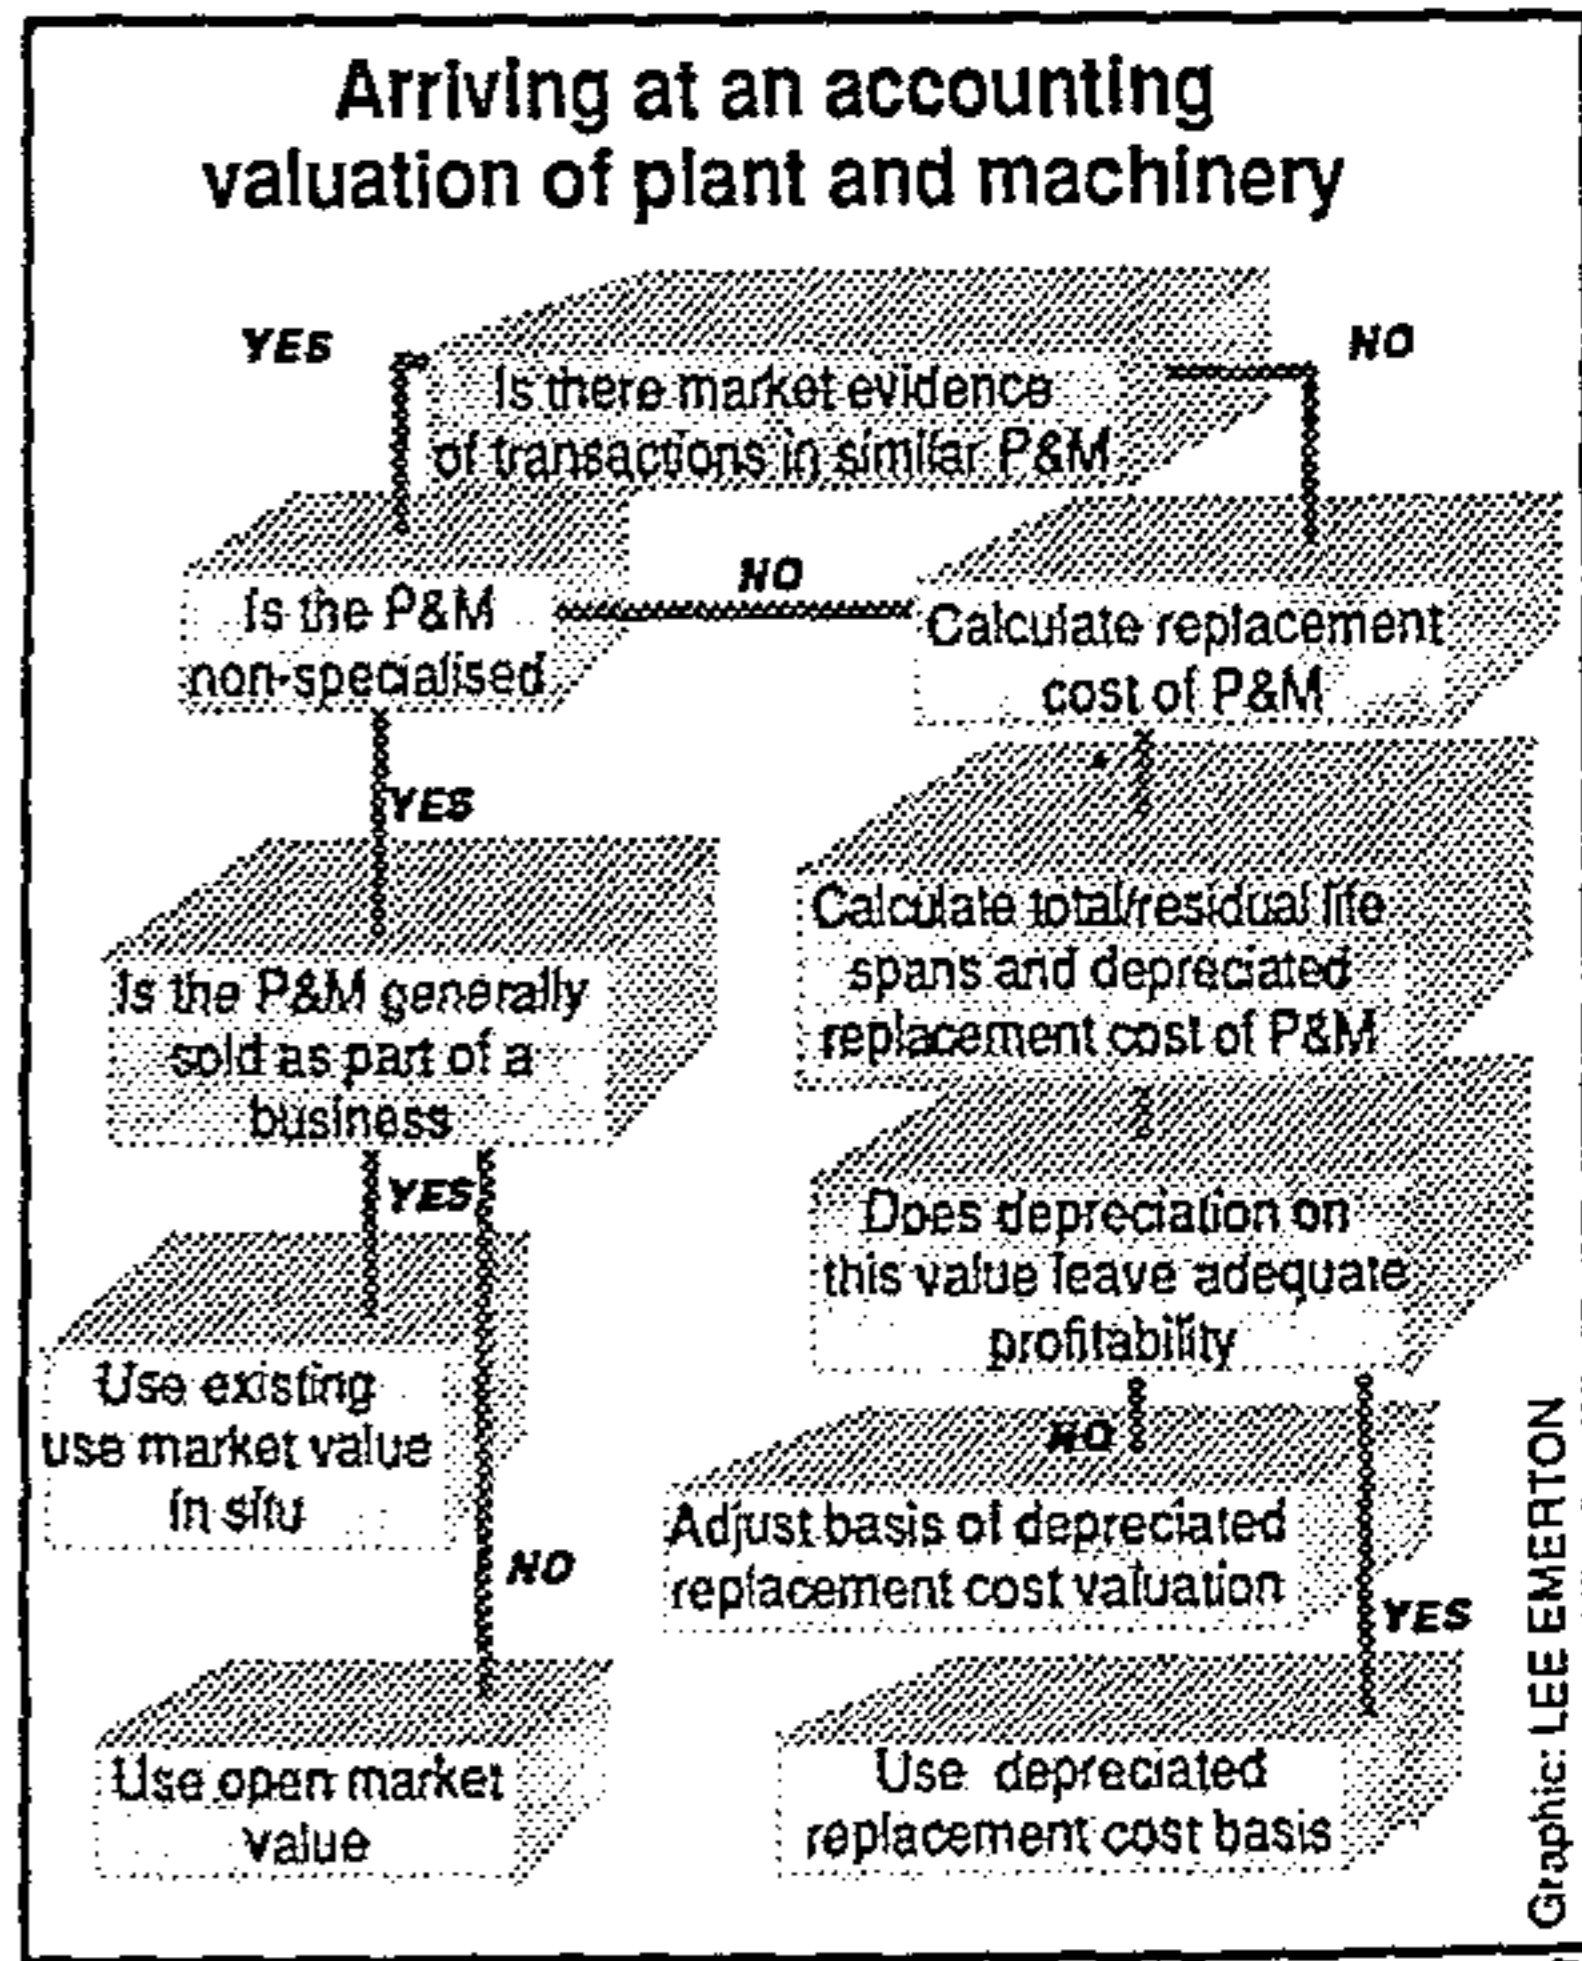 Arriving at an accounting
valuation of plant and machinery
YES
NO
Is there market evidence
of transactions in similar P&M
NO
Is the P&M
non-specialised
Calculate replacement
cost of P&M
YES
Is the P&M generally
sold as part of a
business
Calculate total/residual life
spans and depreciated
replacement cost of P&M
YES
Does depreciation on
this value leave adequate
profitability
Use existing
use market value
in situ
NO
NO
Adjust basis of depreciated
replacement cost valuation
YES
Use open market
value
Use depreciated
replacement cost basis
Graphic: LEE EMERTON